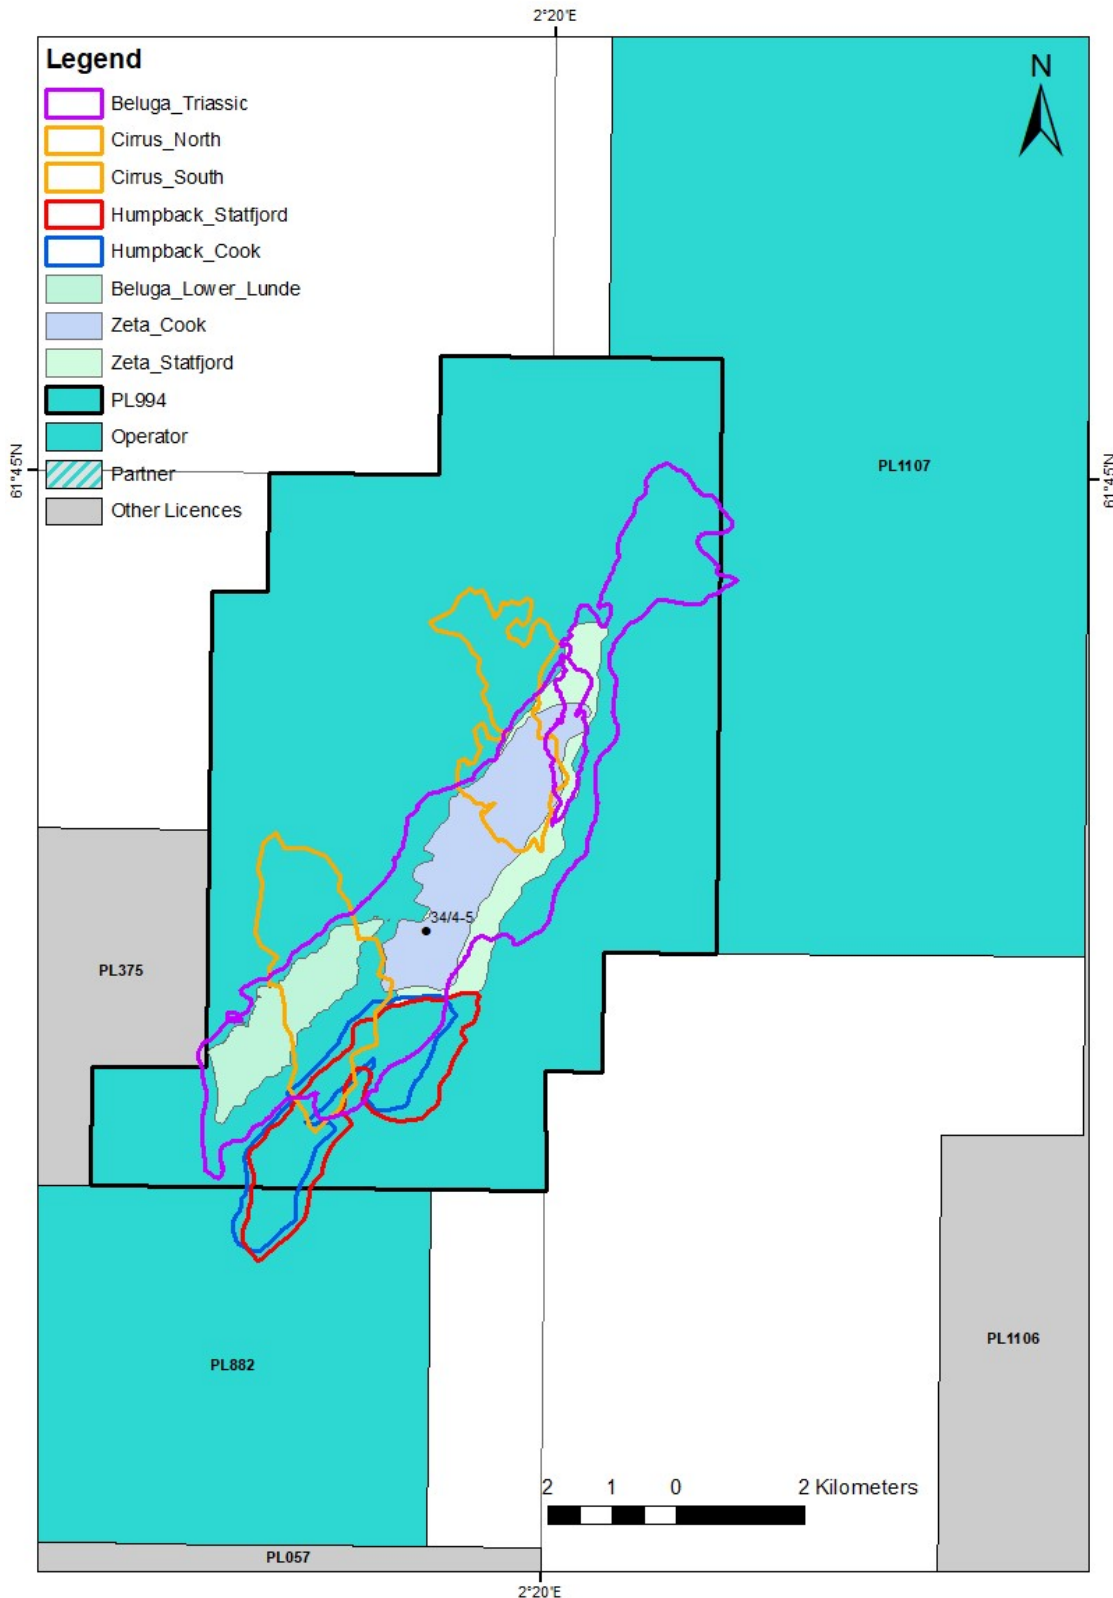 2°20'E
Legend
Beluga_Triassic
Cirrus_North
Cirrus_South
Humpback_Statfjord
Humpback_Cook
Beluga_Lower_Lunde
Zeta_Cook
Zeta_Statfjord
PL994
Operator
Partner
Other Licences
N
61°45'N
61°45'N
PL1107
34/4-5
PL375
PL882
PL1106
2 1 0 2 Kilometers
PL057
2°20'E